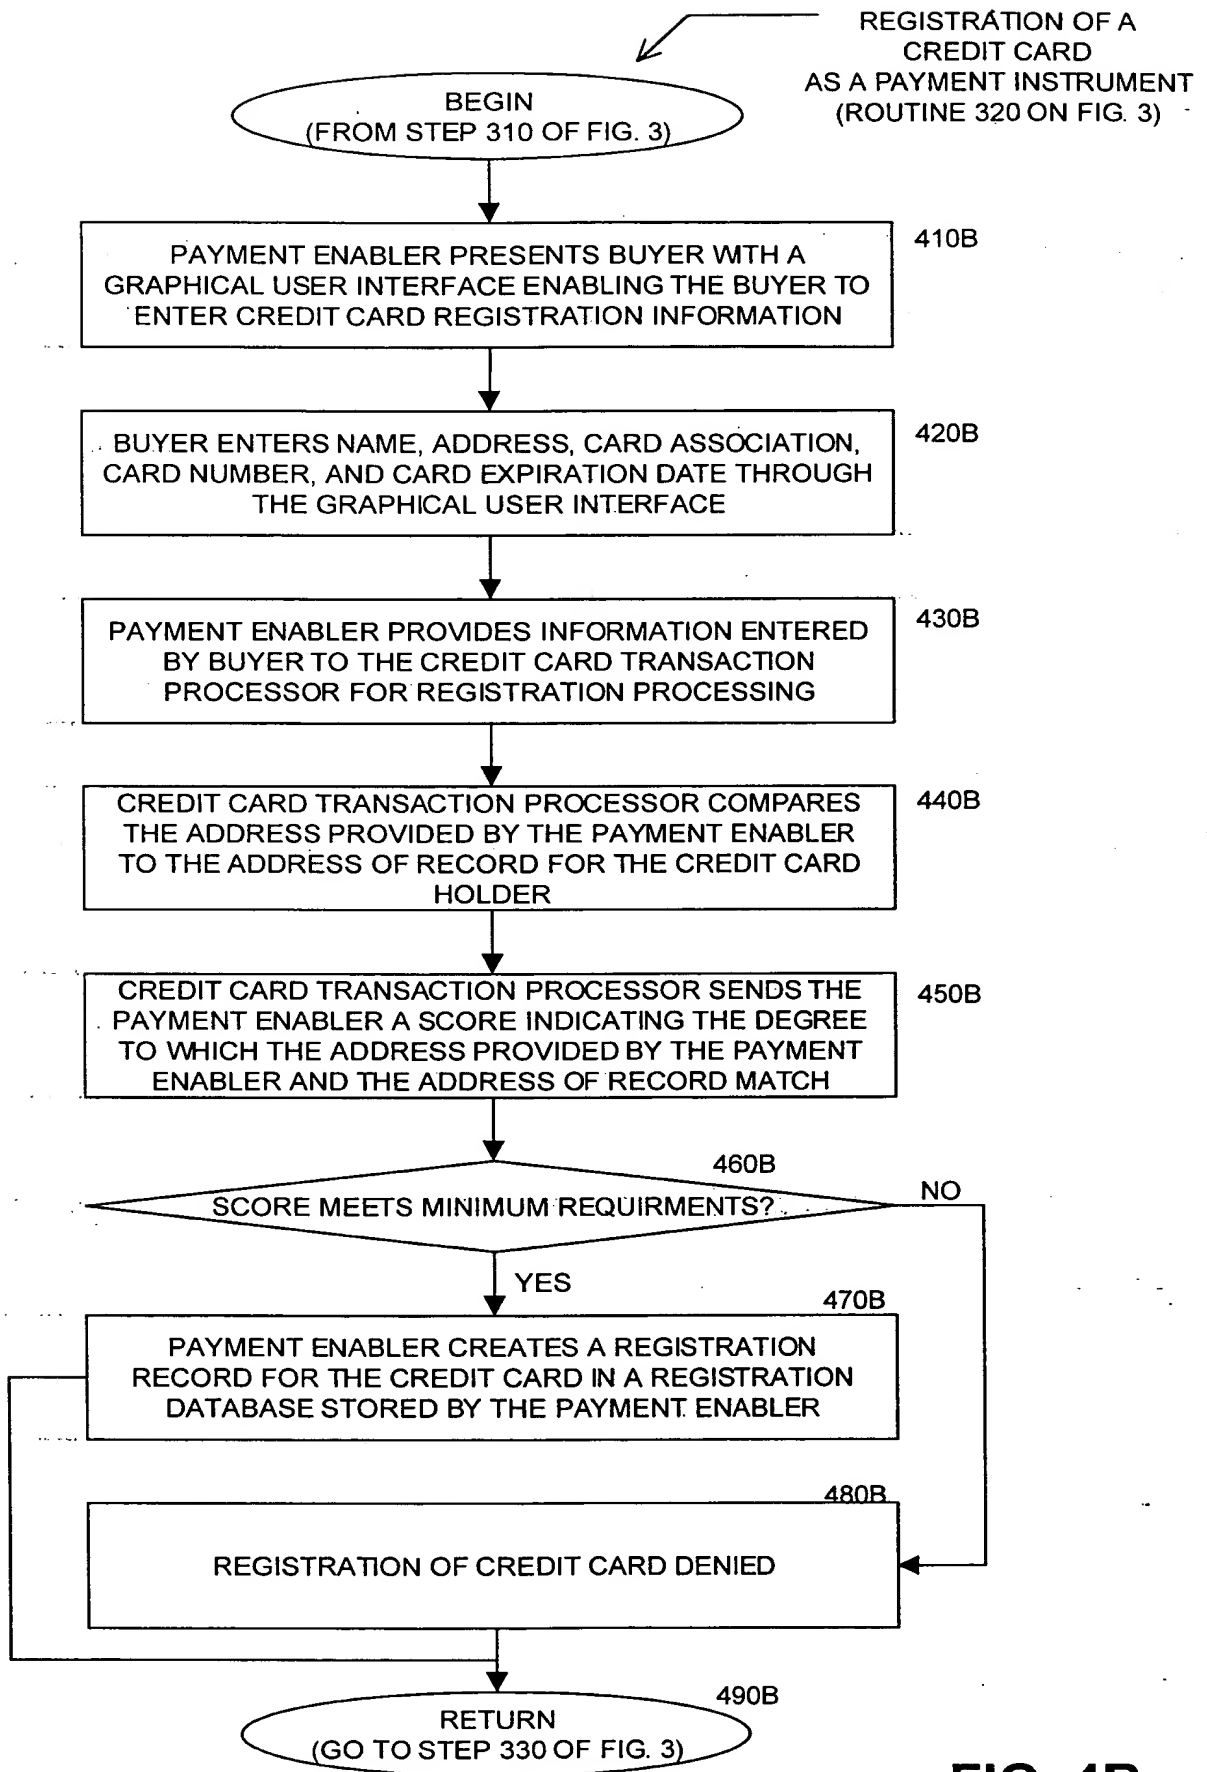 REGISTRATION OF A
CREDIT CARD
AS A PAYMENT INSTRUMENT
(ROUTINE 320 ON FIG. 3)
BEGIN
(FROM STEP 310 OF FIG. 3)
410B
PAYMENT ENABLER PRESENTS BUYER WITH A
GRAPHICAL USER INTERFACE ENABLING THE BUYER TO
ENTER CREDIT CARD REGISTRATION INFORMATION
420B
BUYER ENTERS NAME, ADDRESS, CARD ASSOCIATION,
CARD NUMBER, AND CARD EXPIRATION DATE THROUGH
THE GRAPHICAL USER INTERFACE
430B
PAYMENT ENABLER PROVIDES INFORMATION ENTERED
BY BUYER TO THE CREDIT CARD TRANSACTION
PROCESSOR FOR REGISTRATION PROCESSING
440B
CREDIT CARD TRANSACTION PROCESSOR COMPARES
THE ADDRESS PROVIDED BY THE PAYMENT ENABLER
TO THE ADDRESS OF RECORD FOR THE CREDIT CARD
HOLDER
450B
CREDIT CARD TRANSACTION PROCESSOR SENDS THE
PAYMENT ENABLER A SCORE INDICATING THE DEGREE
TO WHICH THE ADDRESS PROVIDED BY THE PAYMENT
ENABLER AND THE ADDRESS OF RECORD MATCH
460B
SCORE MEETS MINIMUM REQUIRMENTS?
NO
YES
470B
PAYMENT ENABLER CREATES A REGISTRATION
RECORD FOR THE CREDIT CARD IN A REGISTRATION
DATABASE STORED BY THE PAYMENT ENABLER
480B
REGISTRATION OF CREDIT CARD DENIED
490B
RETURN
(GO TO STEP 330 OF FIG. 3)
FIG. 4B